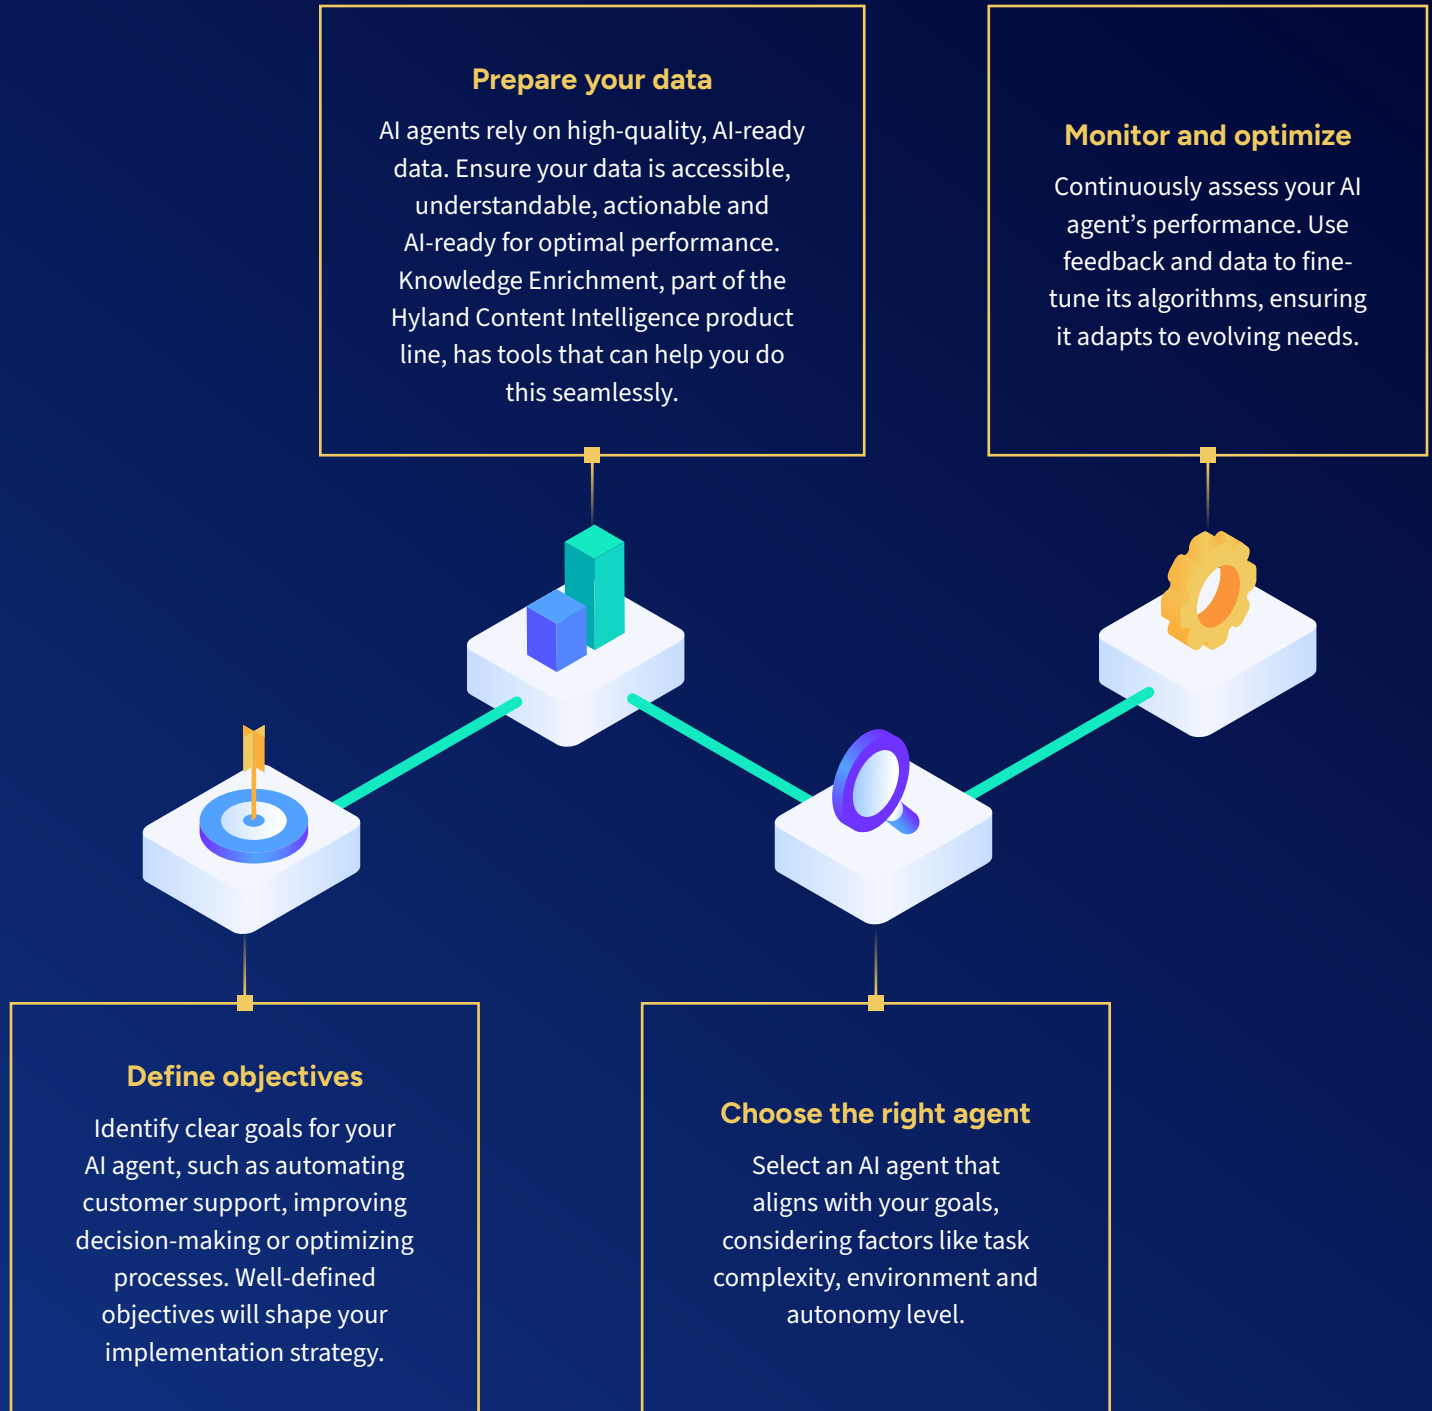 Prepare your data
AI agents rely on high-quality, AI-ready
data. Ensure your data is accessible,
understandable, actionable and
AI-ready for optimal performance.
Knowledge Enrichment, part of the
Hyland Content Intelligence product
line, has tools that can help you do
this seamlessly.
Monitor and optimize
Continuously assess your AI
agent’s performance. Use
feedback and data to fine-
tune its algorithms, ensuring
it adapts to evolving needs.
Define objectives
Identify clear goals for your
AI agent, such as automating
customer support, improving
decision-making or optimizing
processes. Well-defined
objectives will shape your
implementation strategy.
Choose the right agent
Select an AI agent that
aligns with your goals,
considering factors like task
complexity, environment and
autonomy level.